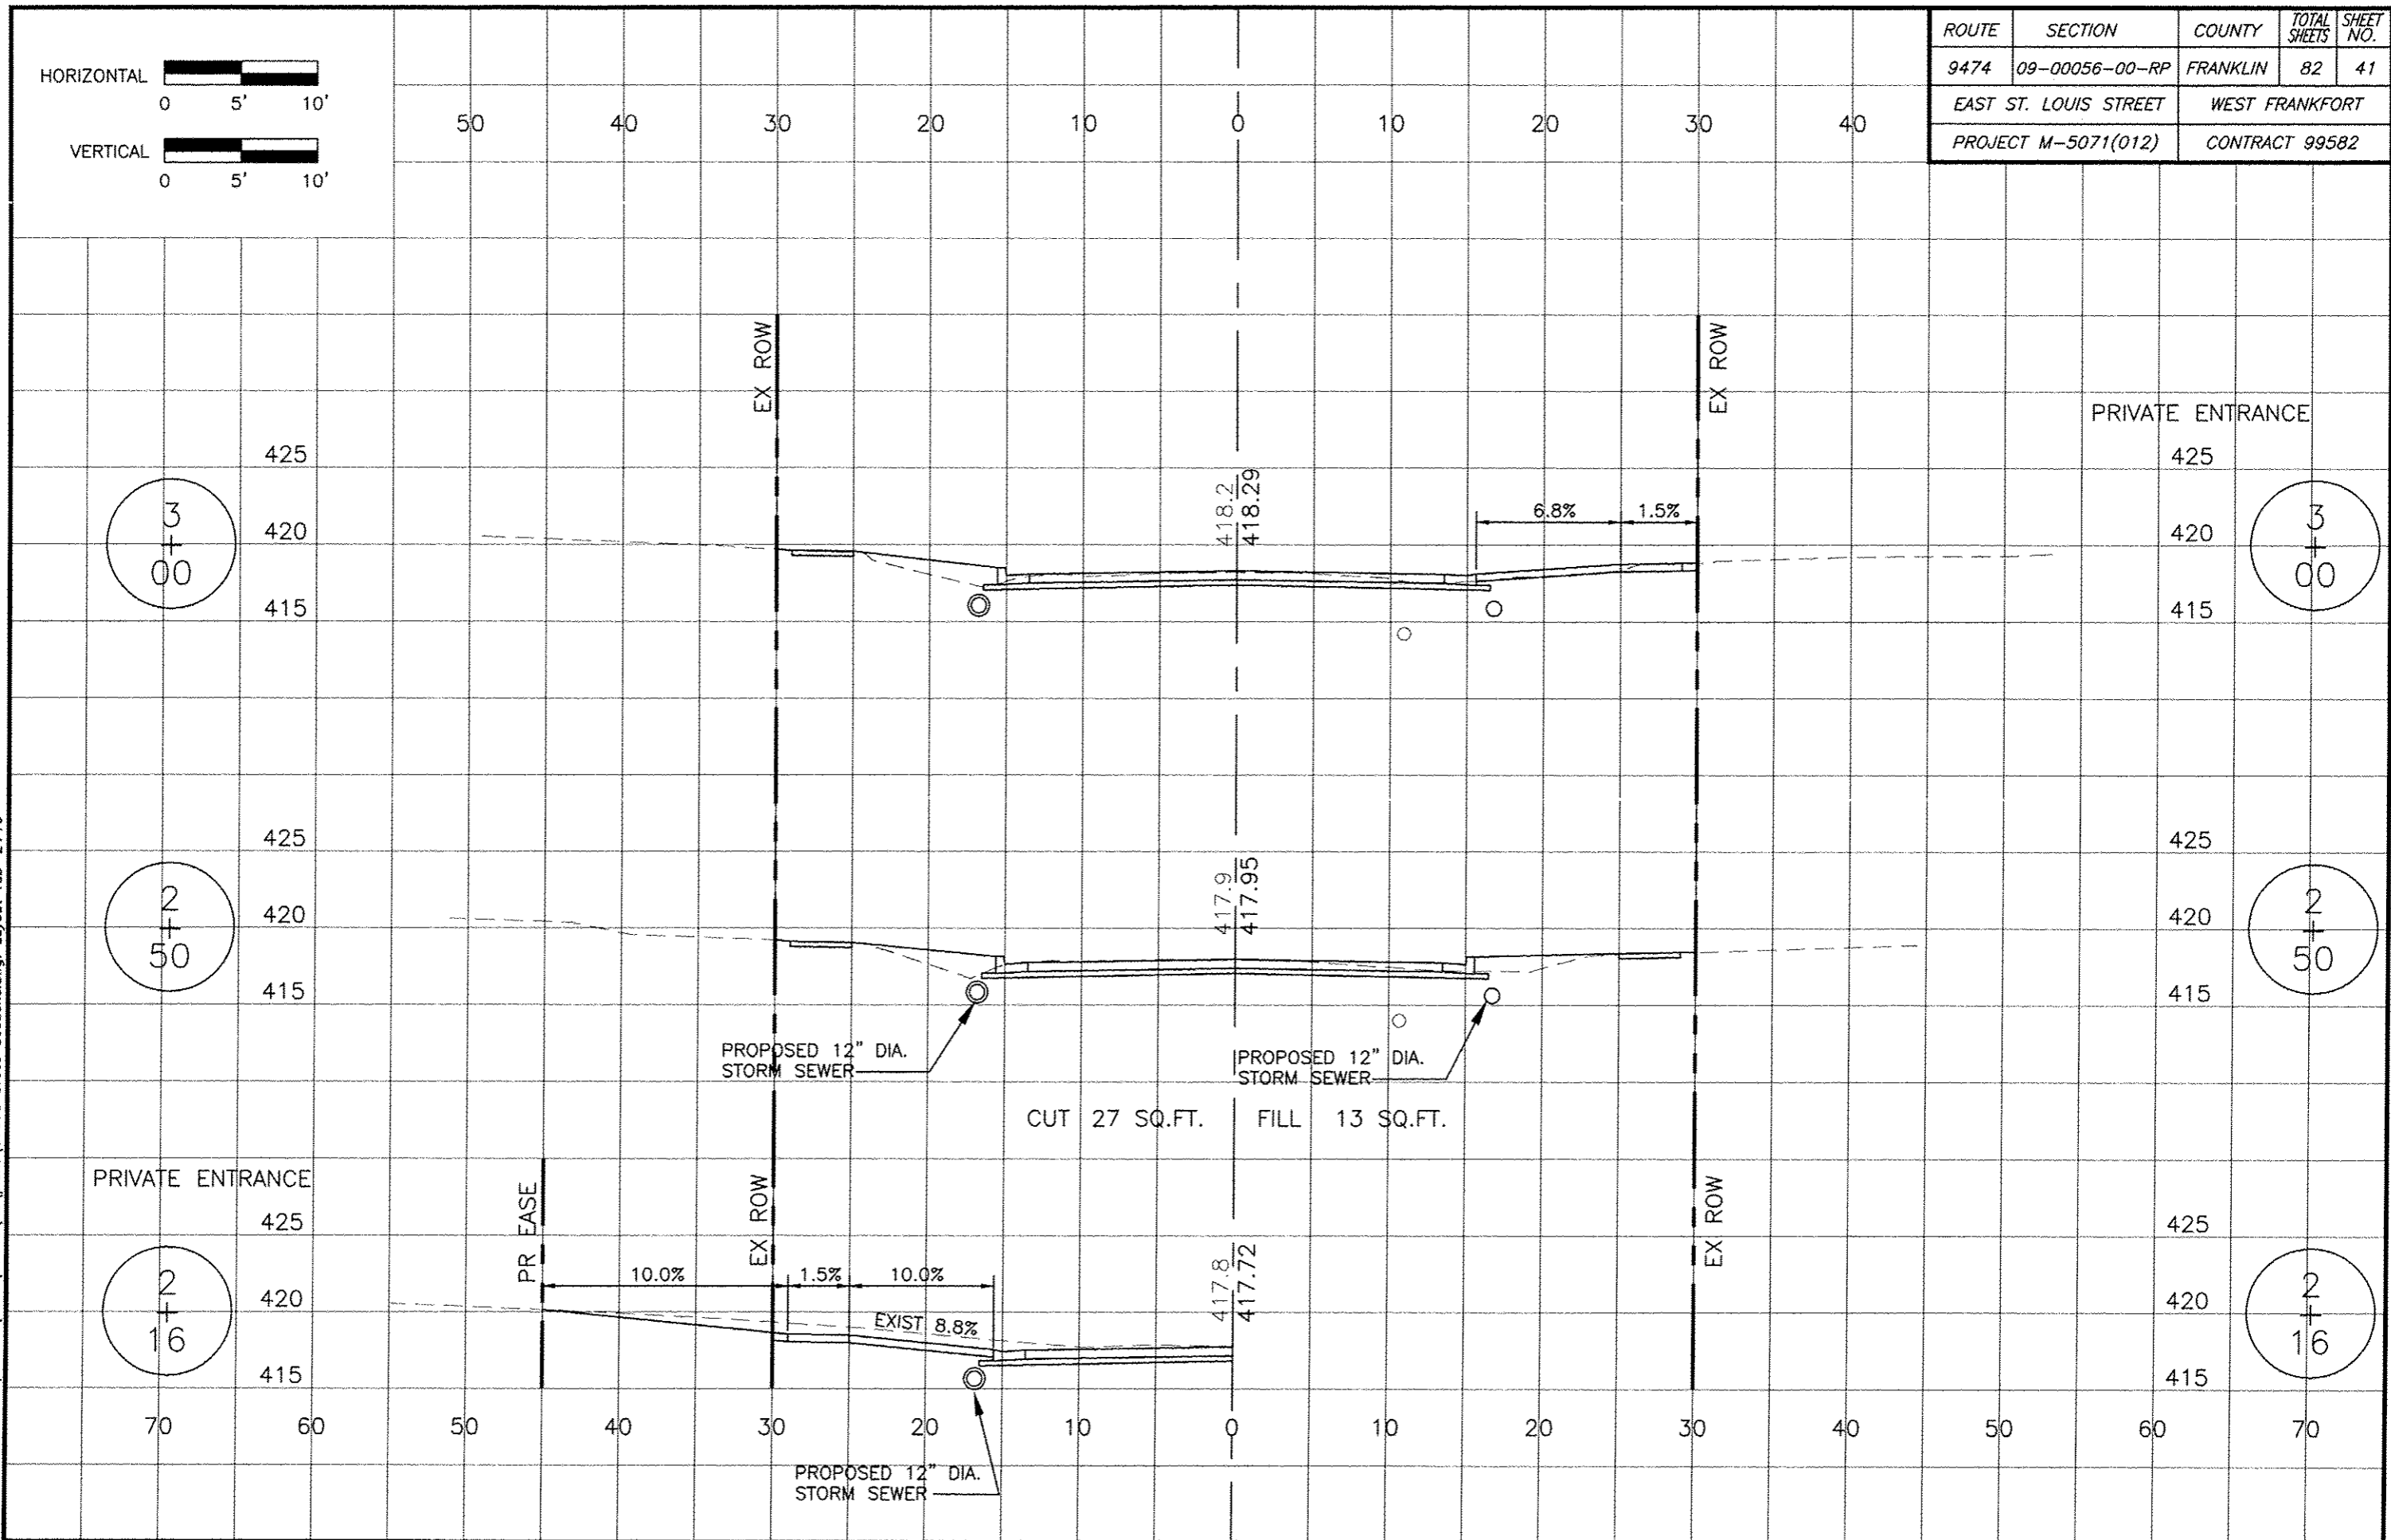 ROUTE SECTION COUNTY TOTAL SHEETS SHEET NO.
9474 09-00056-00-RP FRANKLIN 82 41
EAST ST. LOUIS STREET WEST FRANKFORT
PROJECT M-5071(012) CONTRACT 99582
HORIZONTAL
0 5' 10'
VERTICAL
0 5' 10'
50 40 30 20 10 0 10 20 30 40
EX ROW EX ROW
PRIVATE ENTRANCE
425 425
418.2
418.29
6.8% 1.5%
3
+
00
420 420
3
+
00
415 415
425 425
417.9
417.95
2
+
50
420 420
2
+
50
415 415
PROPOSED 12" DIA.
STORM SEWER
PROPOSED 12" DIA.
STORM SEWER
CUT 27 SQ.FT. FILL 13 SQ.FT.
PRIVATE ENTRANCE
PR EASE
EX ROW EX ROW
425 425
417.8
417.72
10.0% 1.5% 10.0%
EXIST 8.8%
2
+
16
420 420
2
+
16
415 415
70 60 50 40 30 20 10 0 10 20 30 40 50 60 70
PROPOSED 12" DIA.
STORM SEWER